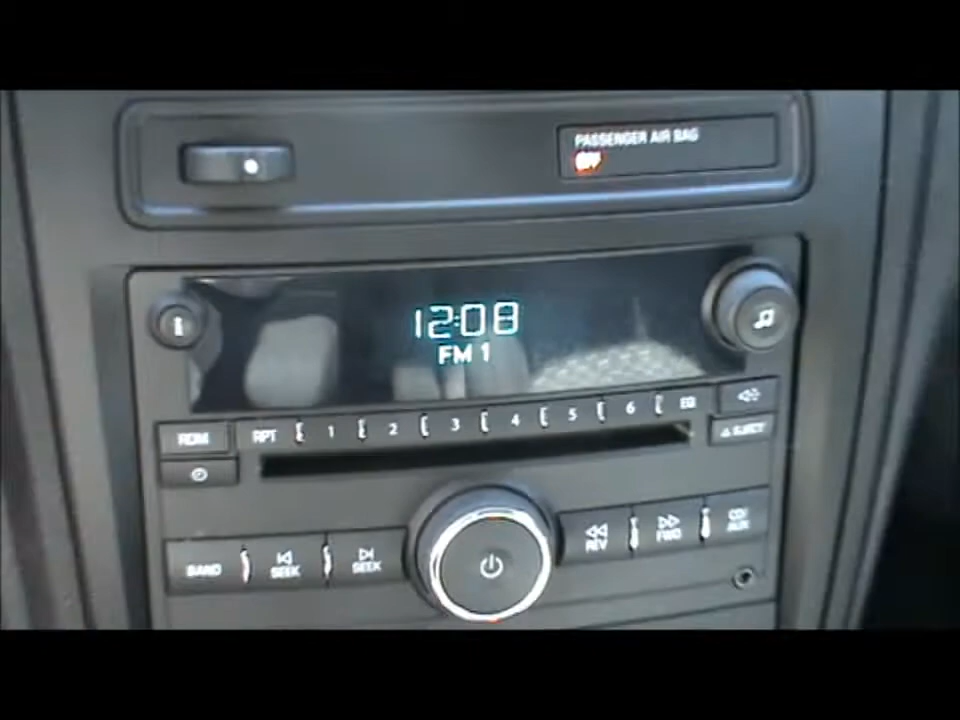 PASSENGER AIR BAG
OFF
12:08
FM 1
RDM
RPT 1 2 3 4 5 6 EQ
EJECT
BAND
SEEK
SEEK
REV
FWD
CD/
AUX